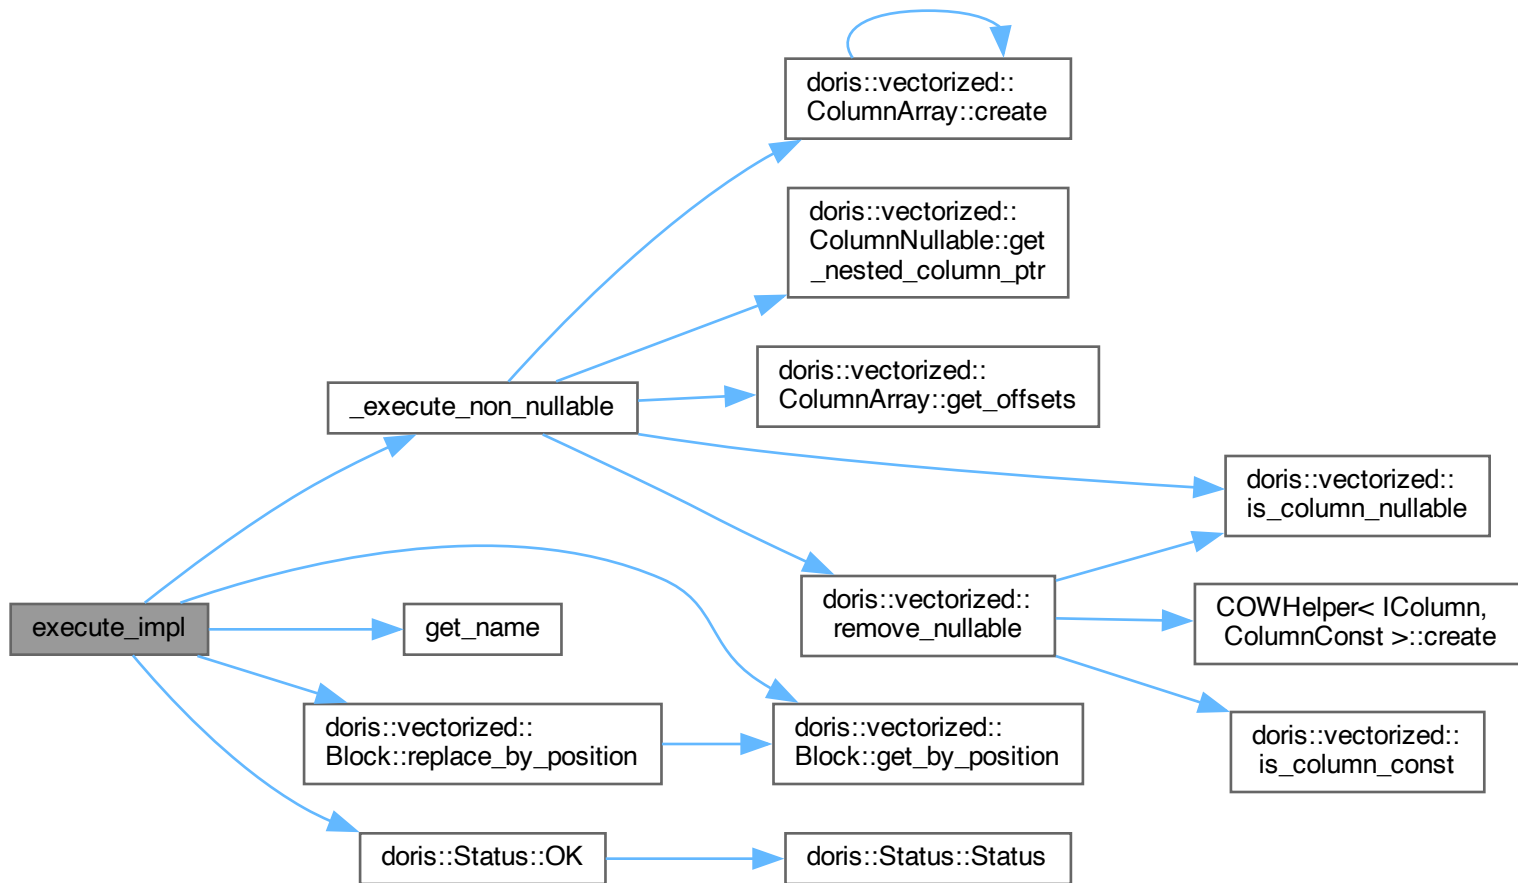 doris::vectorized::
ColumnArray::create
doris::vectorized::
ColumnNullable::get
_nested_column_ptr
doris::vectorized::
ColumnArray::get_offsets
_execute_non_nullable
doris::vectorized::
is_column_nullable
doris::vectorized::
remove_nullable
COWHelper< IColumn,
ColumnConst >::create
execute_impl
get_name
doris::vectorized::
Block::replace_by_position
doris::vectorized::
Block::get_by_position
doris::vectorized::
is_column_const
doris::Status::OK
doris::Status::Status